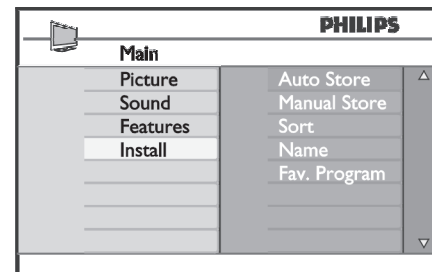 PHILIPS
Main
Picture
Sound
Features
Install
Auto Store
Manual Store
Sort
Name
Fav. Program